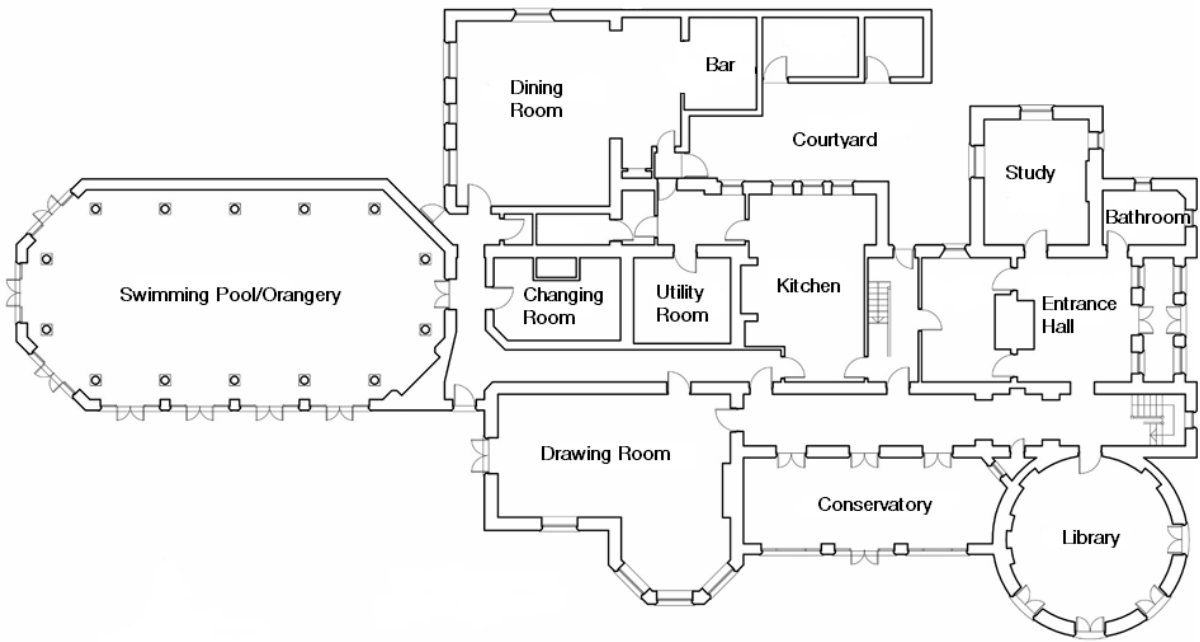 Dining
Room
Bar
Courtyard
Study
Bathroom
Swimming Pool/Orangery
Changing
Room
Utility
Room
Kitchen
Entrance
Hall
Drawing Room
Conservatory
Library